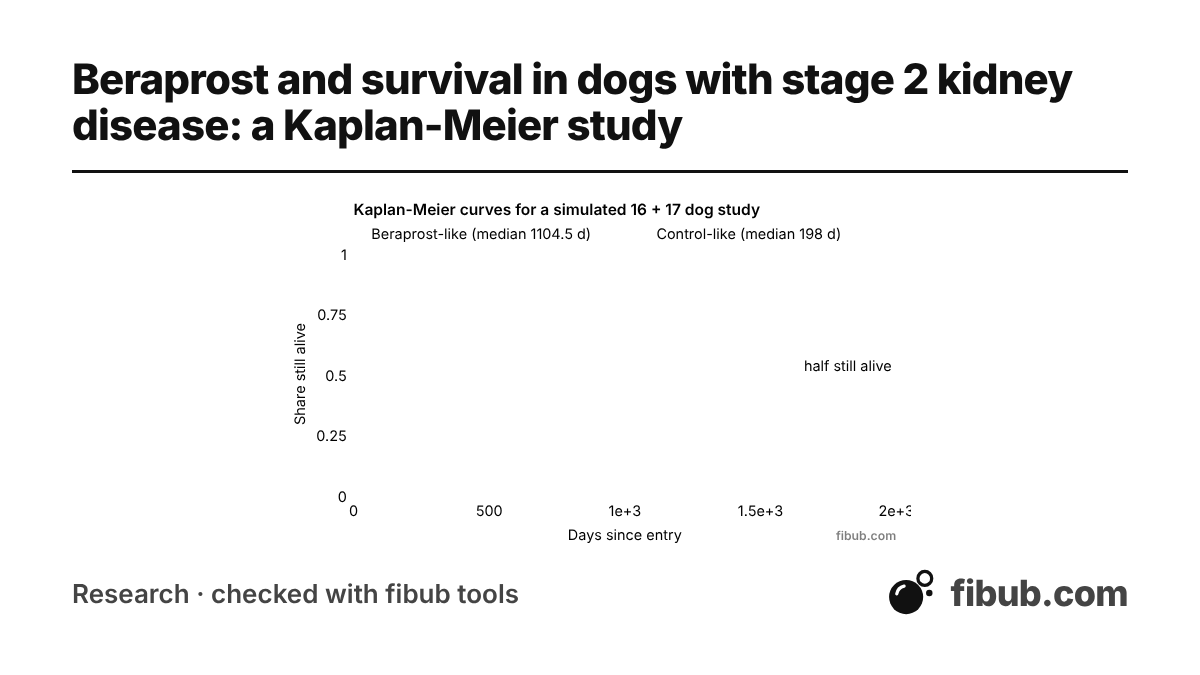 Beraprost and survival in dogs with stage 2 kidney
disease: a Kaplan-Meier study
Kaplan-Meier curves for a simulated 16 + 17 dog study
Beraprost-like (median 1104.5 d) Control-like (median 198 d)
1
0.75
Share still alive
half still alive
0.5
0.25
0
0 500 1e+3 1.5e+3 2e+3
Days since entry
fibub.com
Research · checked with fibub tools
fibub.com